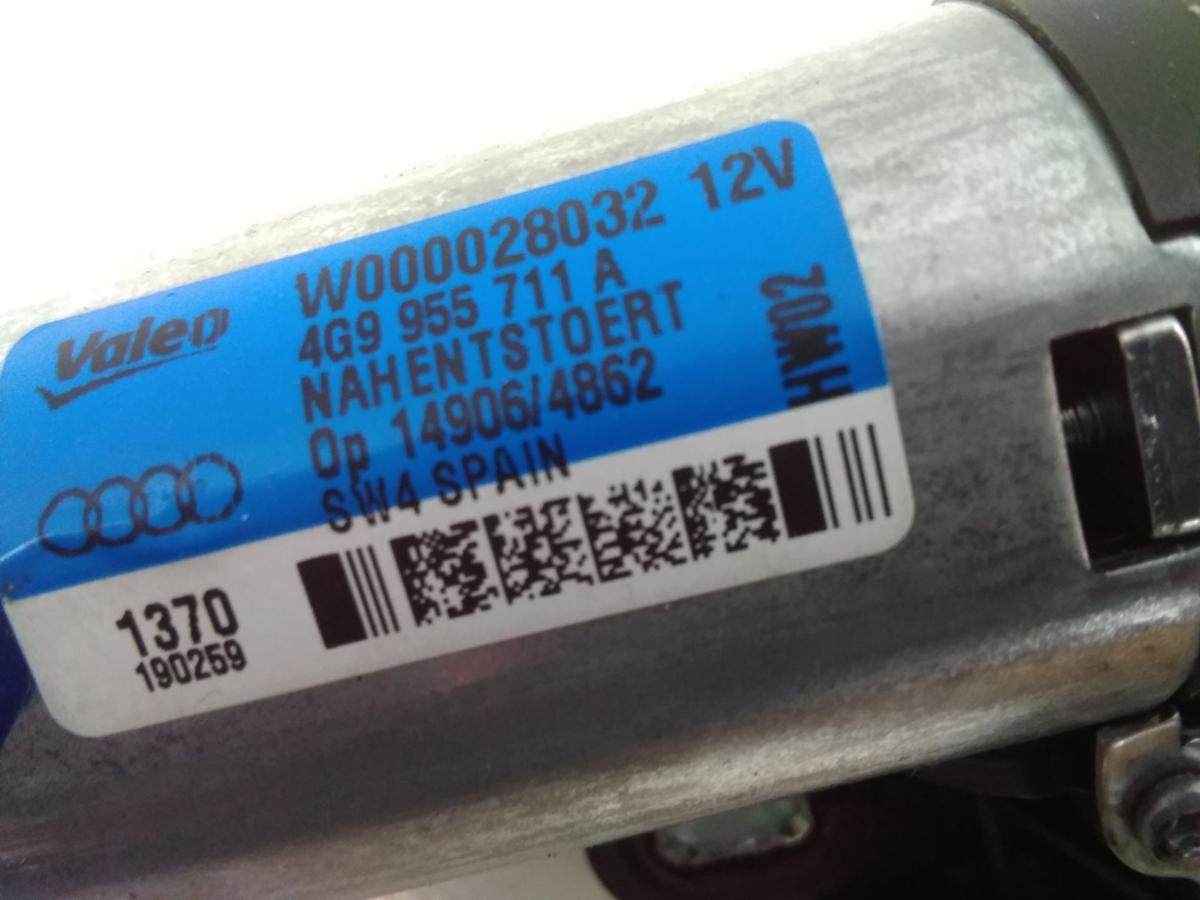 Valeo
W000028032 12V
4G9 955 711 A
NAHENTSTOERT
Op 14906/4862
SW4 SPAIN
HW02
1370
190259